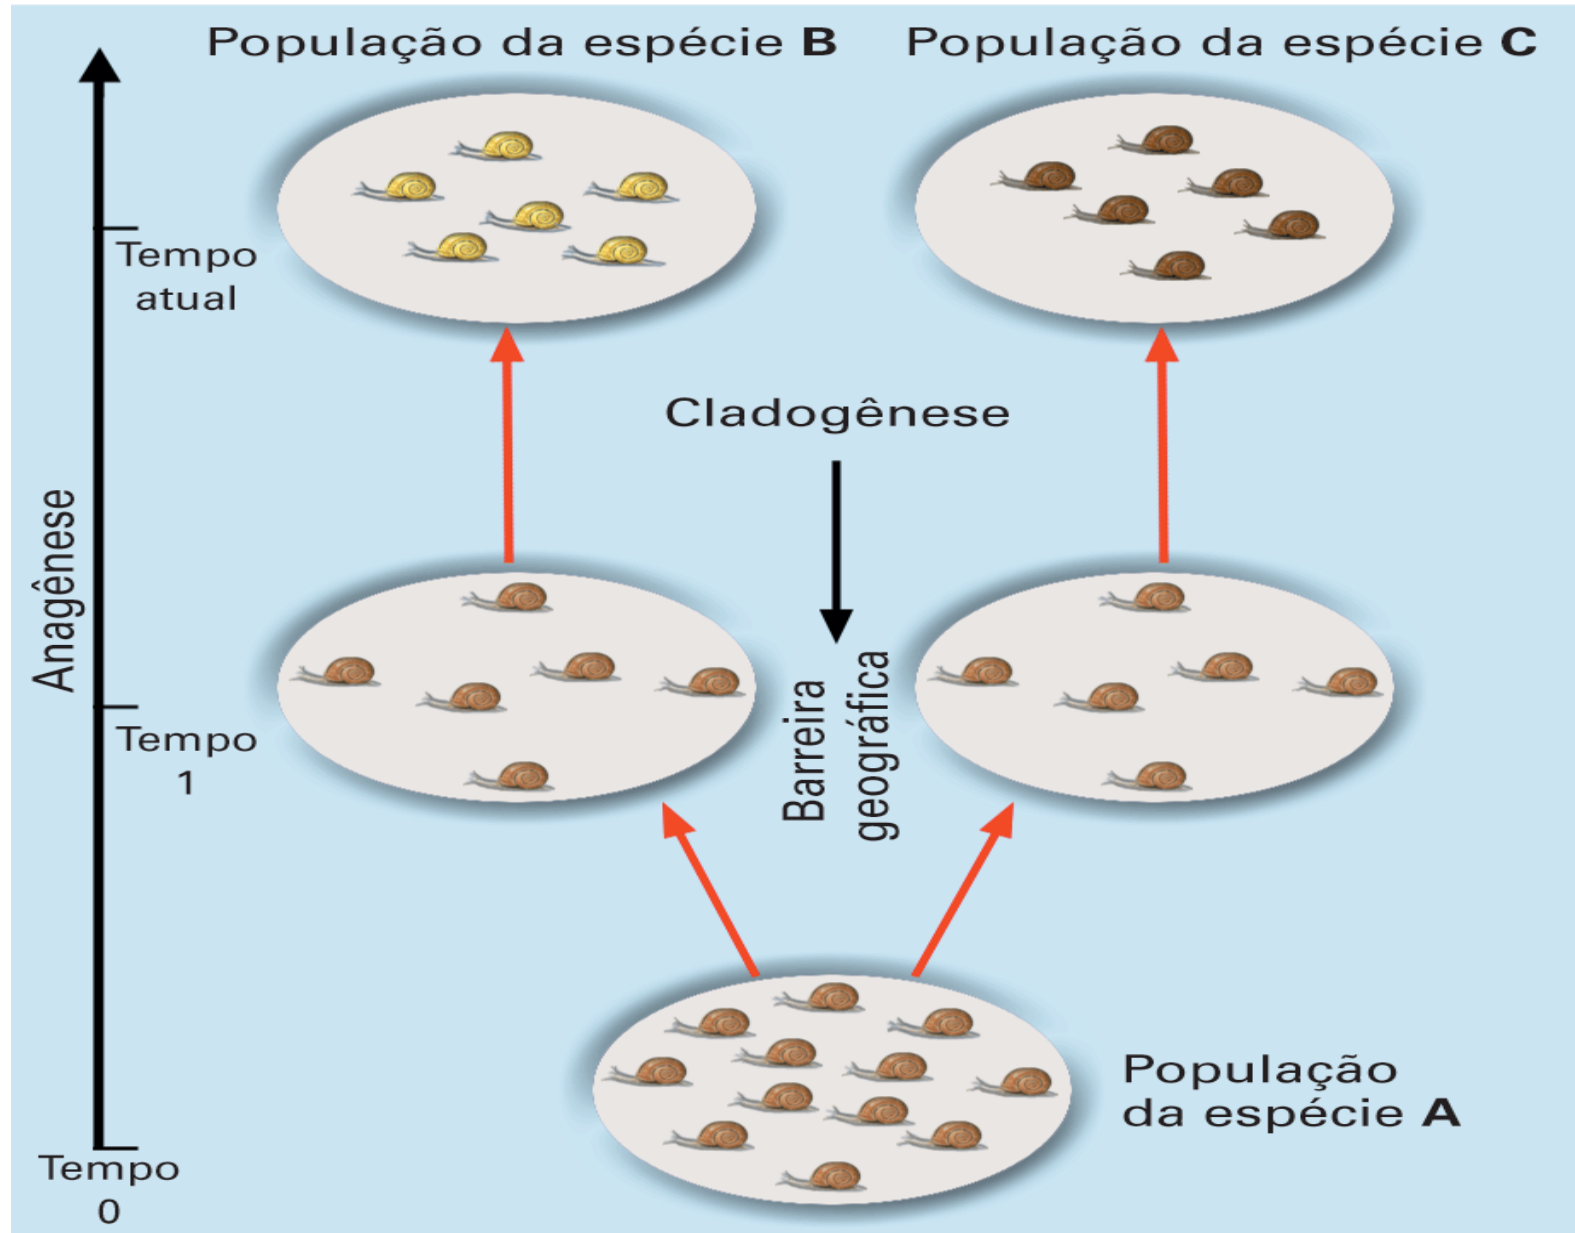 População da espécie B
População da espécie C
Tempo
atual
Cladogênese
Anagênese
Barreira
geográfica
Tempo
1
População
da espécie A
Tempo
0